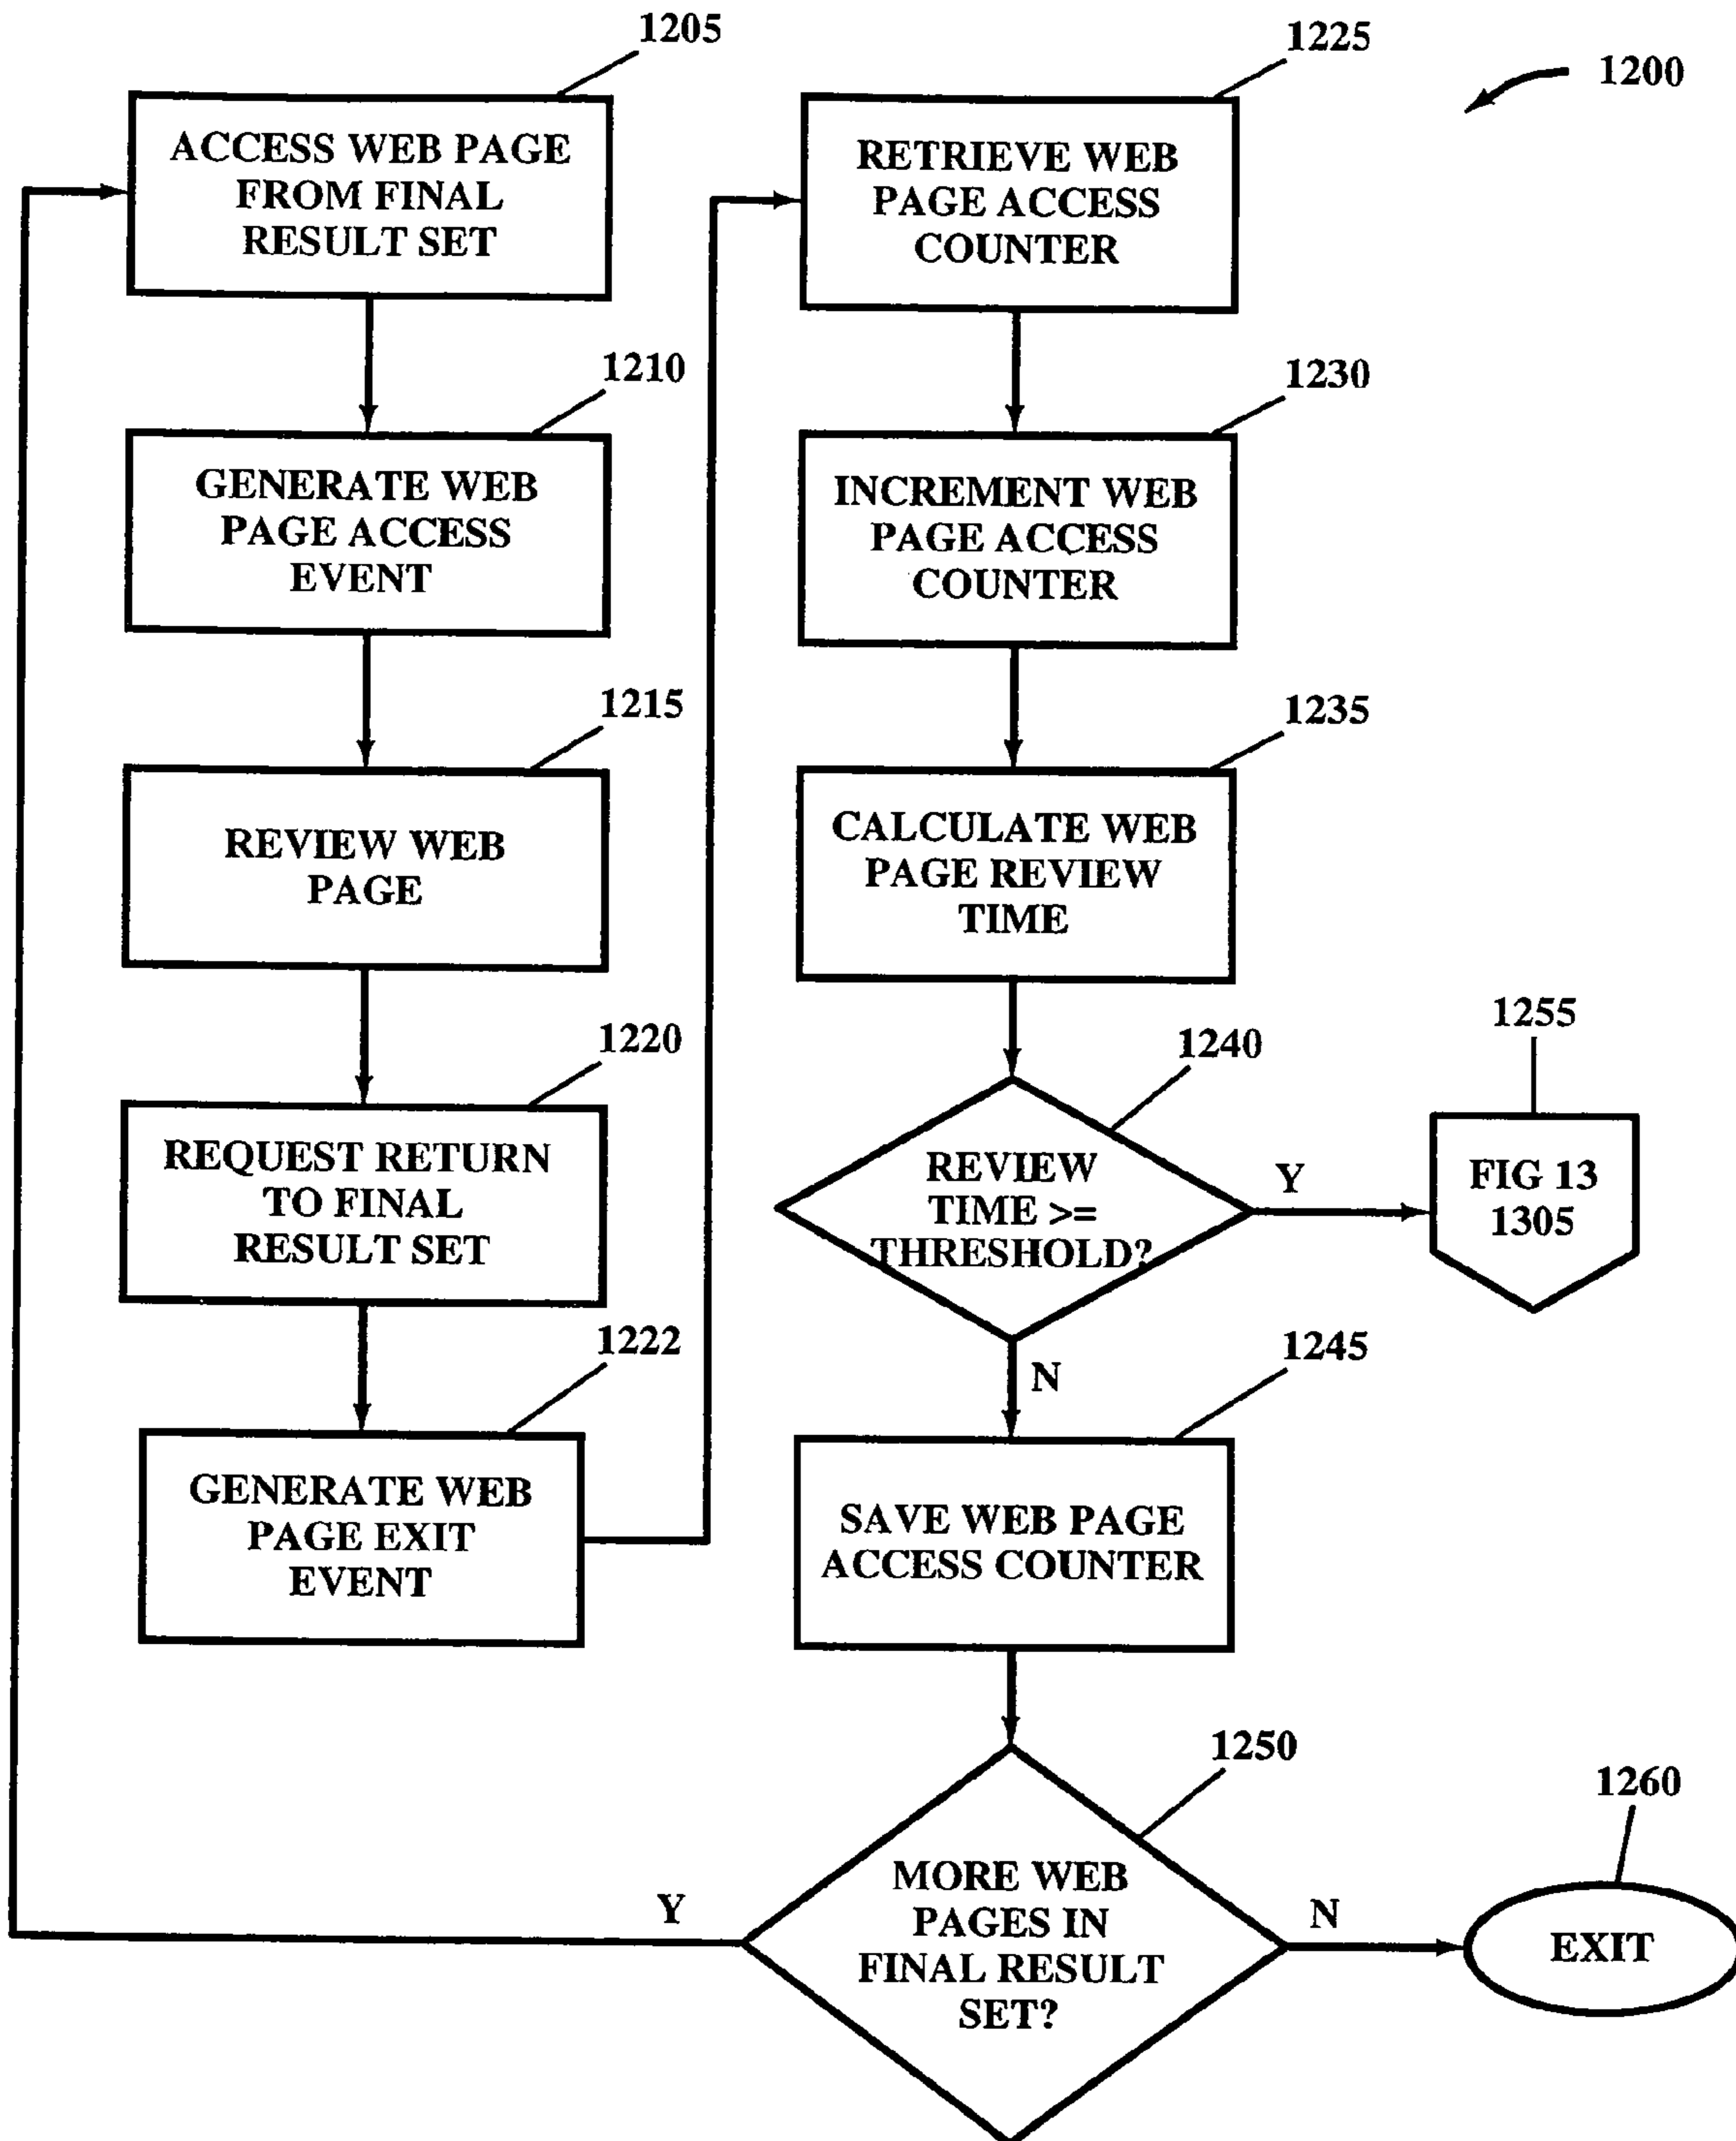 1205
ACCESS WEB PAGE
FROM FINAL
RESULT SET
1210
GENERATE WEB
PAGE ACCESS
EVENT
1215
REVIEW WEB
PAGE
1220
REQUEST RETURN
TO FINAL
RESULT SET
1222
GENERATE WEB
PAGE EXIT
EVENT
1200
1225
RETRIEVE WEB
PAGE ACCESS
COUNTER
1230
INCREMENT WEB
PAGE ACCESS
COUNTER
1235
CALCULATE WEB
PAGE REVIEW
TIME
1240
REVIEW
TIME >=
THRESHOLD?
Y
1255
FIG 13
1305
N
1245
SAVE WEB PAGE
ACCESS COUNTER
1250
MORE WEB
PAGES IN
FINAL RESULT
SET?
Y
N
1260
EXIT